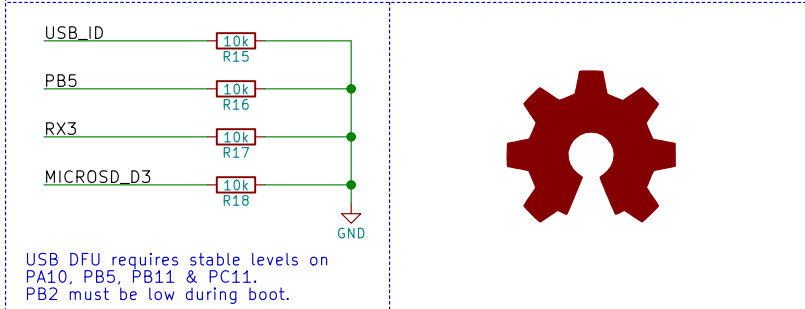 USB_ID
10k
R15
PB5
10k
R16
RX3
10k
R17
MICROSD_D3
10k
R18
GND
USB DFU requires stable levels on
PA10, PB5, PB11 & PC11.
PB2 must be low during boot.